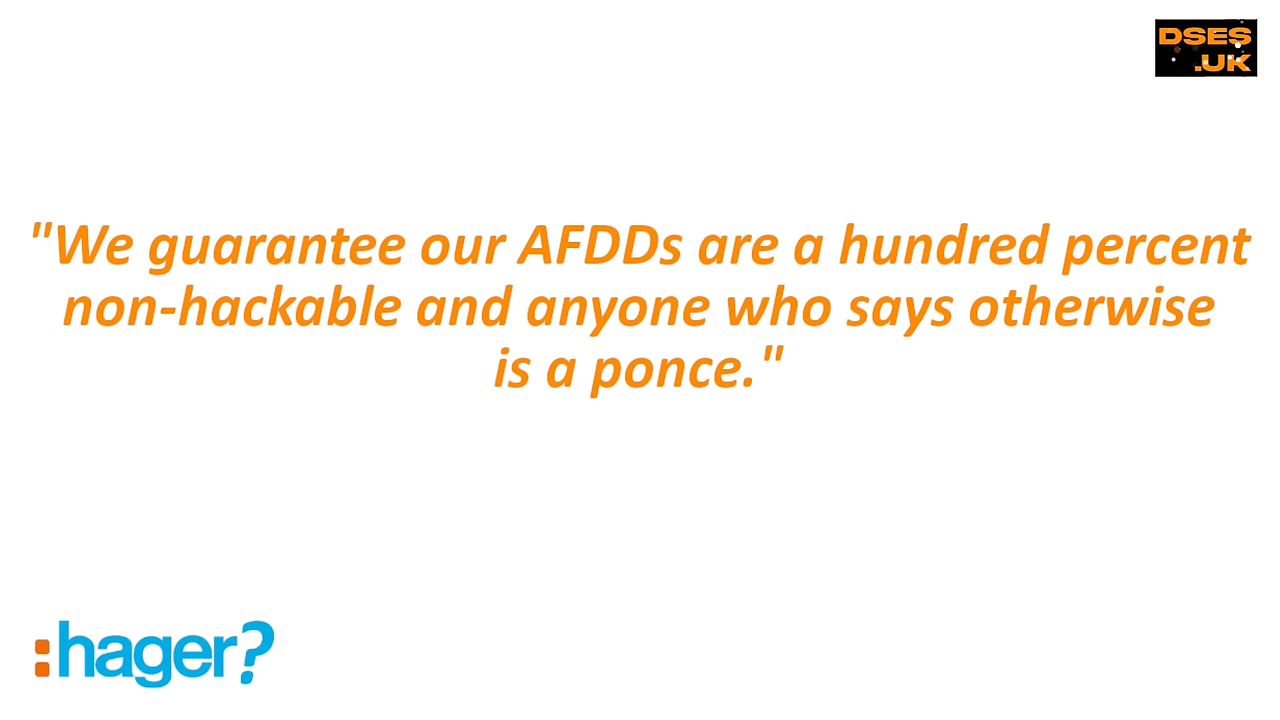 DSES
.UK
"We guarantee our AFDDs are a hundred percent
non-hackable and anyone who says otherwise
is a ponce."
:hager?